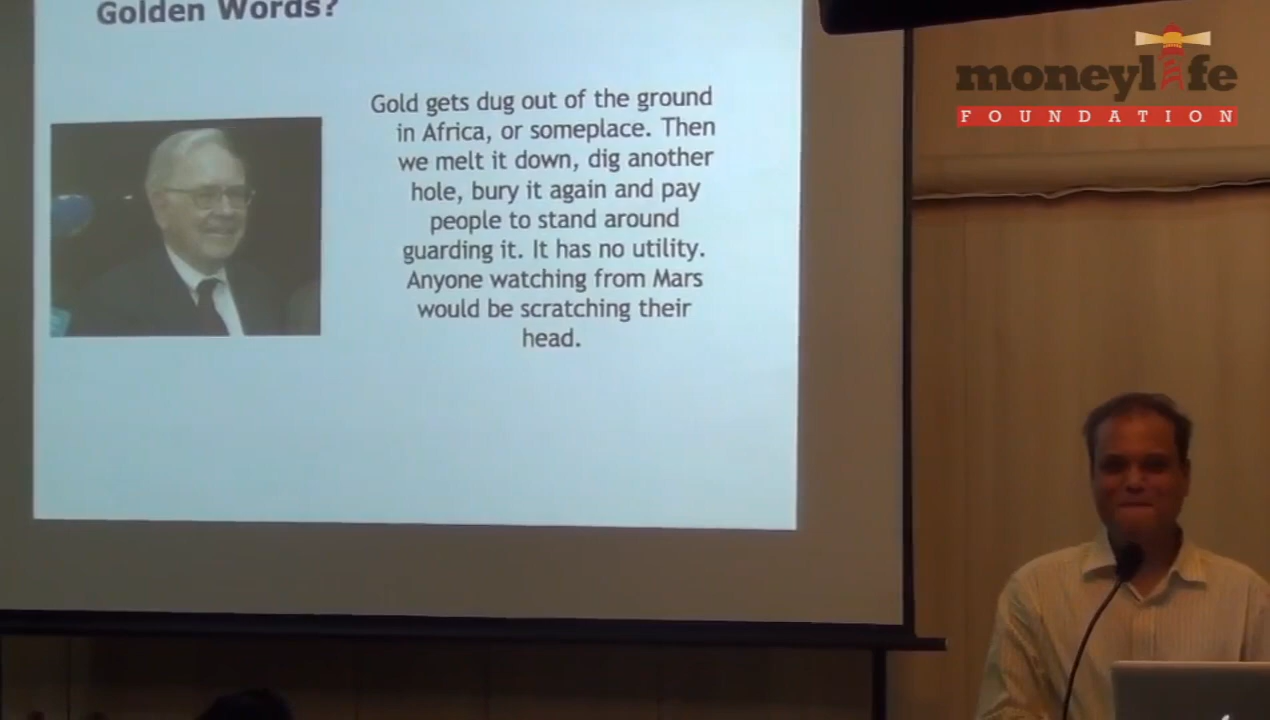 Golden Words?
Gold gets dug out of the ground
in Africa, or someplace. Then
we melt it down, dig another
hole, bury it again and pay
people to stand around
guarding it. It has no utility.
Anyone watching from Mars
would be scratching their
head.
moneylife
FOUNDATION